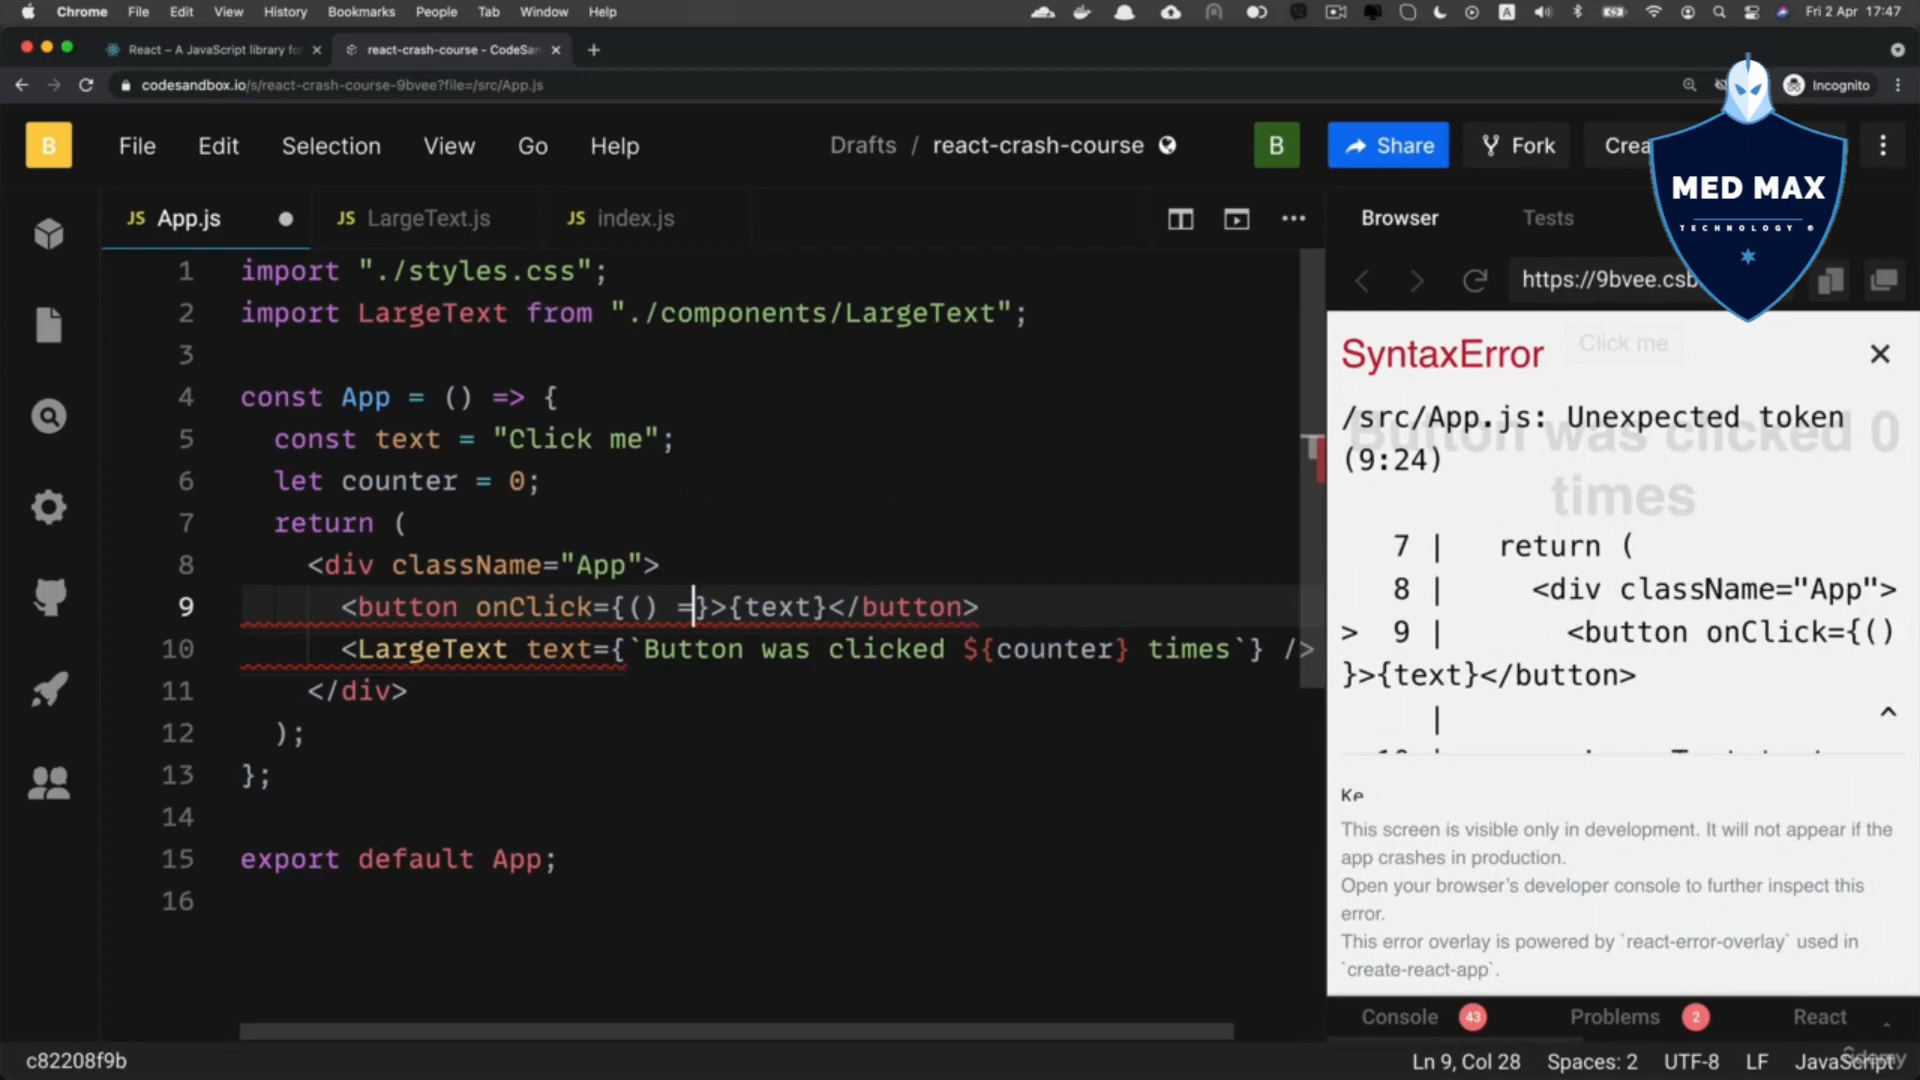 Chrome File Edit View History Bookmarks People Tab Window Help Fri 2 Apr 17:47
React – A JavaScript library for
react-crash-course - CodeSan
codesandbox.io/s/react-crash-course-9bvee?file=/src/App.js
Incognito
B File Edit Selection View Go Help Drafts / react-crash-course B Share Fork Crea
MED MAX
TECHNOLOGY
JS App.js JS LargeText.js JS index.js
Browser Tests
https://9bvee.csb
1 import "./styles.css";
2 import LargeText from "./components/LargeText";
3
4 const App = () => {
5 const text = "Click me";
6 let counter = 0;
7 return (
8 <div className="App">
9 <button onClick={() =}>{text}</button>
10 <LargeText text={`Button was clicked ${counter} times`} />
11 </div>
12 );
13 };
14
15 export default App;
16
Click me
Button was clicked 0
times
SyntaxError
/src/App.js: Unexpected token
(9:24)
7 | return (
8 | <div className="App">
> 9 | <button onClick={()
}>{text}</button>
|
This screen is visible only in development. It will not appear if the
app crashes in production.
Open your browser's developer console to further inspect this
error.
This error overlay is powered by `react-error-overlay` used in
`create-react-app`.
Console 43 Problems 2 React
c82208f9b
Ln 9, Col 28 Spaces: 2 UTF-8 LF JavaScript
Udemy